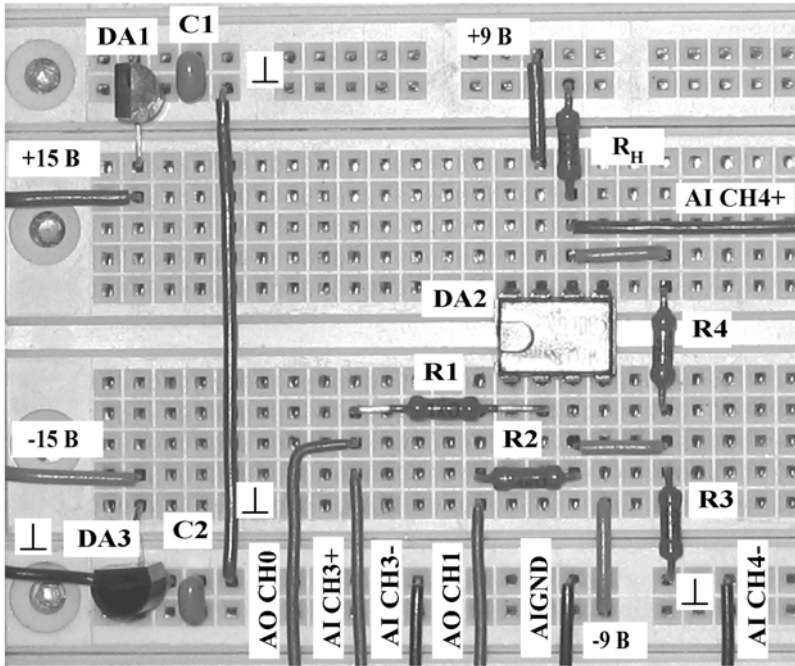 DA1
C1
⊥
+9 В
+15 В
R_H
AI CH4+
DA2
R4
R1
-15 В
R2
⊥
DA3
C2
⊥
R3
AO CH0
AI CH3+
AI CH3-
AO CH1
AIGND
-9 В
⊥
AI CH4-